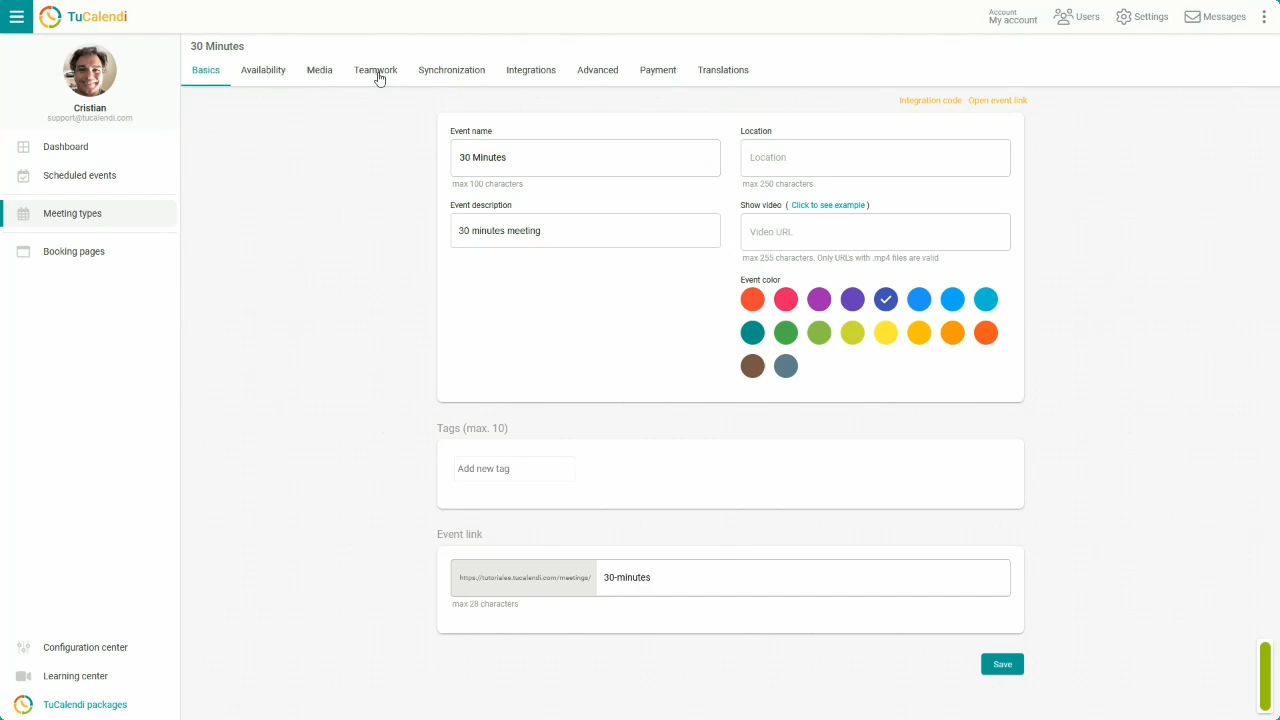 TuCalendi
Account
My account
Users
Settings
Messages
Cristian
support@tucalendi.com
Dashboard
Scheduled events
Meeting types
Booking pages
Configuration center
Learning center
TuCalendi packages
30 Minutes
Basics
Availability
Media
Teamwork
Synchronization
Integrations
Advanced
Payment
Translations
Integration code
Open event link
Event name
30 Minutes
max 100 characters
Event description
30 minutes meeting
Location
Location
max 250 characters
Show video ( Click to see example )
Video URL
max 255 characters. Only URLs with .mp4 files are valid
Event color
Tags (max. 10)
Add new tag
Event link
https://tutoriales.tucalendi.com/meetings/
30-minutes
max 28 characters
Save